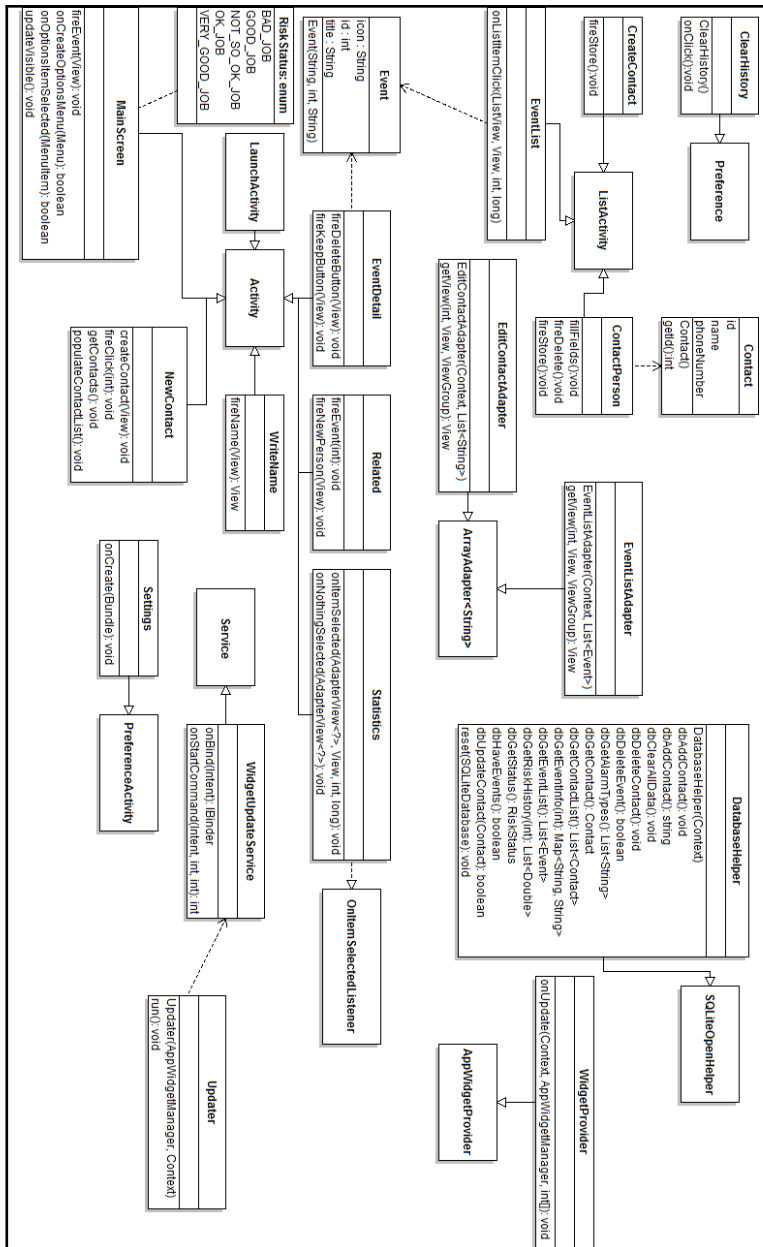 ClearHistory
ClearHistory()
onClick():void
Preference
Contact
id
name
phoneNumber
Contact()
getId():int
DatabaseHelper
DatabaseHelper(Context)
dbAddContact(): void
dbAddContact(): string
dbClearAllData(): void
dbDeleteContact(): void
dbDeleteEvent(): boolean
dbGetAlarmTypes(): List<String>
dbGetContact(): Contact
dbGetContactList(): List<Contact>
dbGetEventInfo(int): Map<String, String>
dbGetEventList(): List<Event>
dbGetRiskHistory(int): List<Double>
dbGetStatus(): RiskStatus
dbHaveEvents(): boolean
dbUpdateContact(Contact): boolean
reset(SQLiteDatabase): void
SQLiteOpenHelper
CreateContact
fireStore():void
ListActivity
ContactPerson
fillFields():void
fireDelete():void
fireStore():void
EventListAdapter
EventListAdapter(Context, List<Event>)
getView(int, View, ViewGroup): View
WidgetProvider
onUpdate(Context, AppWidgetManager, int[]): void
EventList
onListItemClick(ListView, View, int, long)
EditContactAdapter
EditContactAdapter(Context, List<String>)
getView(int, View, ViewGroup): View
ArrayAdapter<String>
AppWidgetProvider
Event
icon : String
id : int
title : String
Event(String, int, String)
EventDetail
fireDeleteButton(View): void
fireKeepButton(View): void
Related
fireEvent(int): void
fireNewPerson(View): void
Statistics
onItemSelected(AdapterView<?>, View, int, long): void
onNothingSelected(AdapterView<?>): void
OnItemSelectedListener
RiskStatus: enum
BAD_JOB
GOOD_JOB
NOT_SO_OK_JOB
OK_JOB
VERY_GOOD_JOB
LaunchActivity
Activity
WriteName
fireName(View): View
Service
WidgetUpdateService
onBind(Intent): IBinder
onStartCommand(Intent, int, int): int
Updater
Updater(AppWidgetManager, Context)
run(): void
MainScreen
fireEvent(View): void
onCreateOptionsMenu(Menu): boolean
onOptionsItemSelected(MenuItem): boolean
updateVisible(): void
NewContact
createContact(View): void
fireClick(int): void
getContacts(): void
populateContactList(): void
Settings
onCreate(Bundle): void
PreferenceActivity